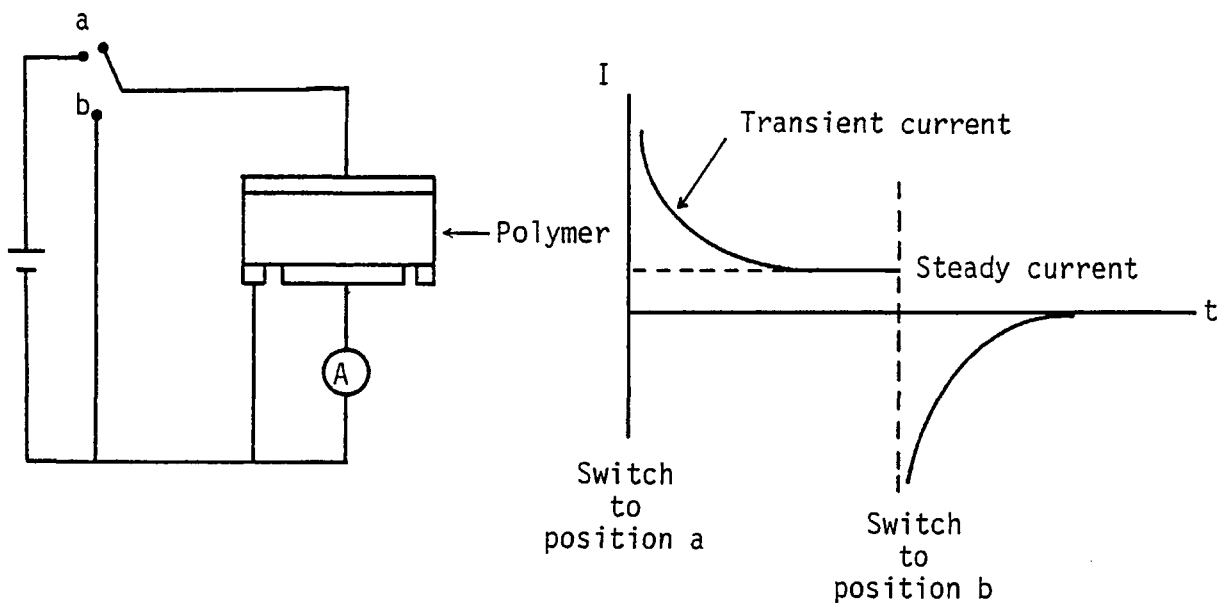 a
b
Polymer
A
I
Transient current
Steady current
t
Switch
to
position a
Switch
to
position b